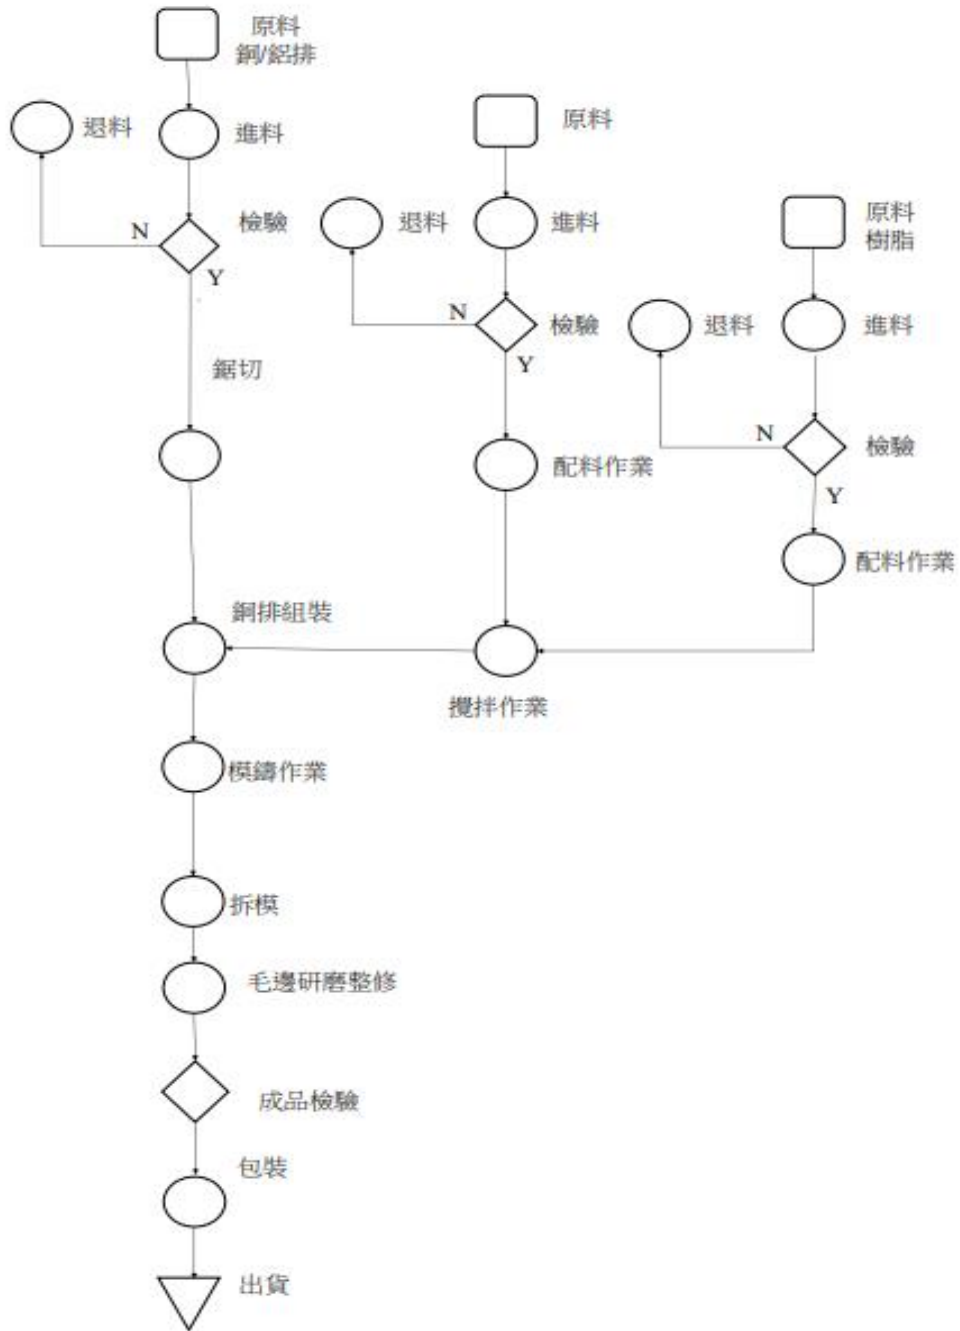 原料
銅/鋁排
退料
進料
原料
N
檢驗
Y
退料
進料
原料
樹脂
N
檢驗
Y
退料
進料
鋸切
N
檢驗
Y
配料作業
配料作業
銅排組裝
攪拌作業
模鑄作業
拆模
毛邊研磨整修
成品檢驗
包裝
出貨